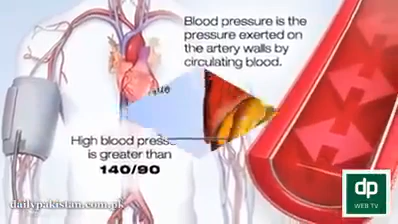 Blood pressure is the
pressure exerted on
the artery walls by
circulating blood.
High blood
is greater than
140/90
dailypakistan.com.pk
dp
WEB TV